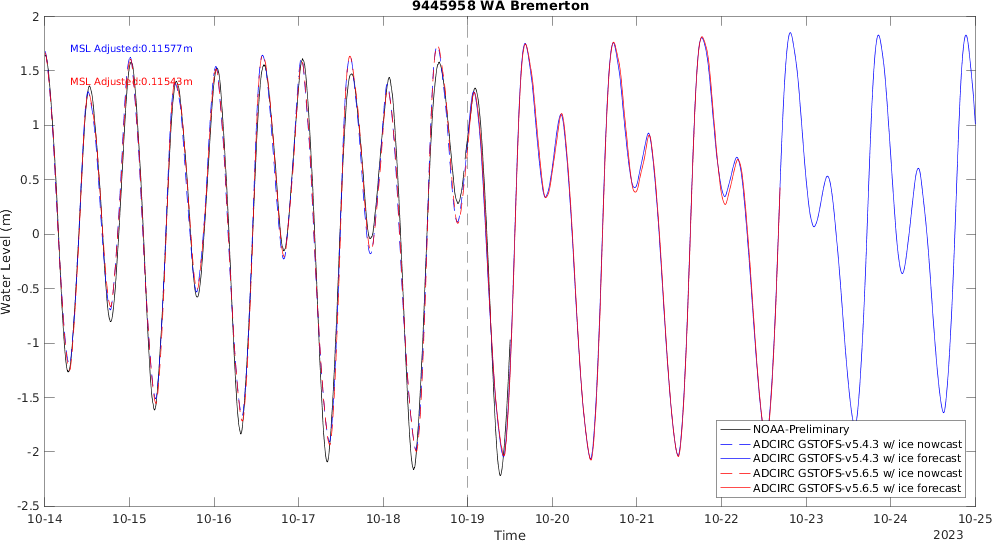 9445958 WA Bremerton
MSL Adjusted:0.11577m
MSL Adjusted:0.11543m
Water Level (m)
2
1.5
1
0.5
0
-0.5
-1
-1.5
-2
-2.5
NOAA-Preliminary
ADCIRC GSTOFS-v5.4.3 w/ ice nowcast
ADCIRC GSTOFS-v5.4.3 w/ ice forecast
ADCIRC GSTOFS-v5.6.5 w/ ice nowcast
ADCIRC GSTOFS-v5.6.5 w/ ice forecast
10-14 10-15 10-16 10-17 10-18 10-19 10-20 10-21 10-22 10-23 10-24 10-25
Time
2023